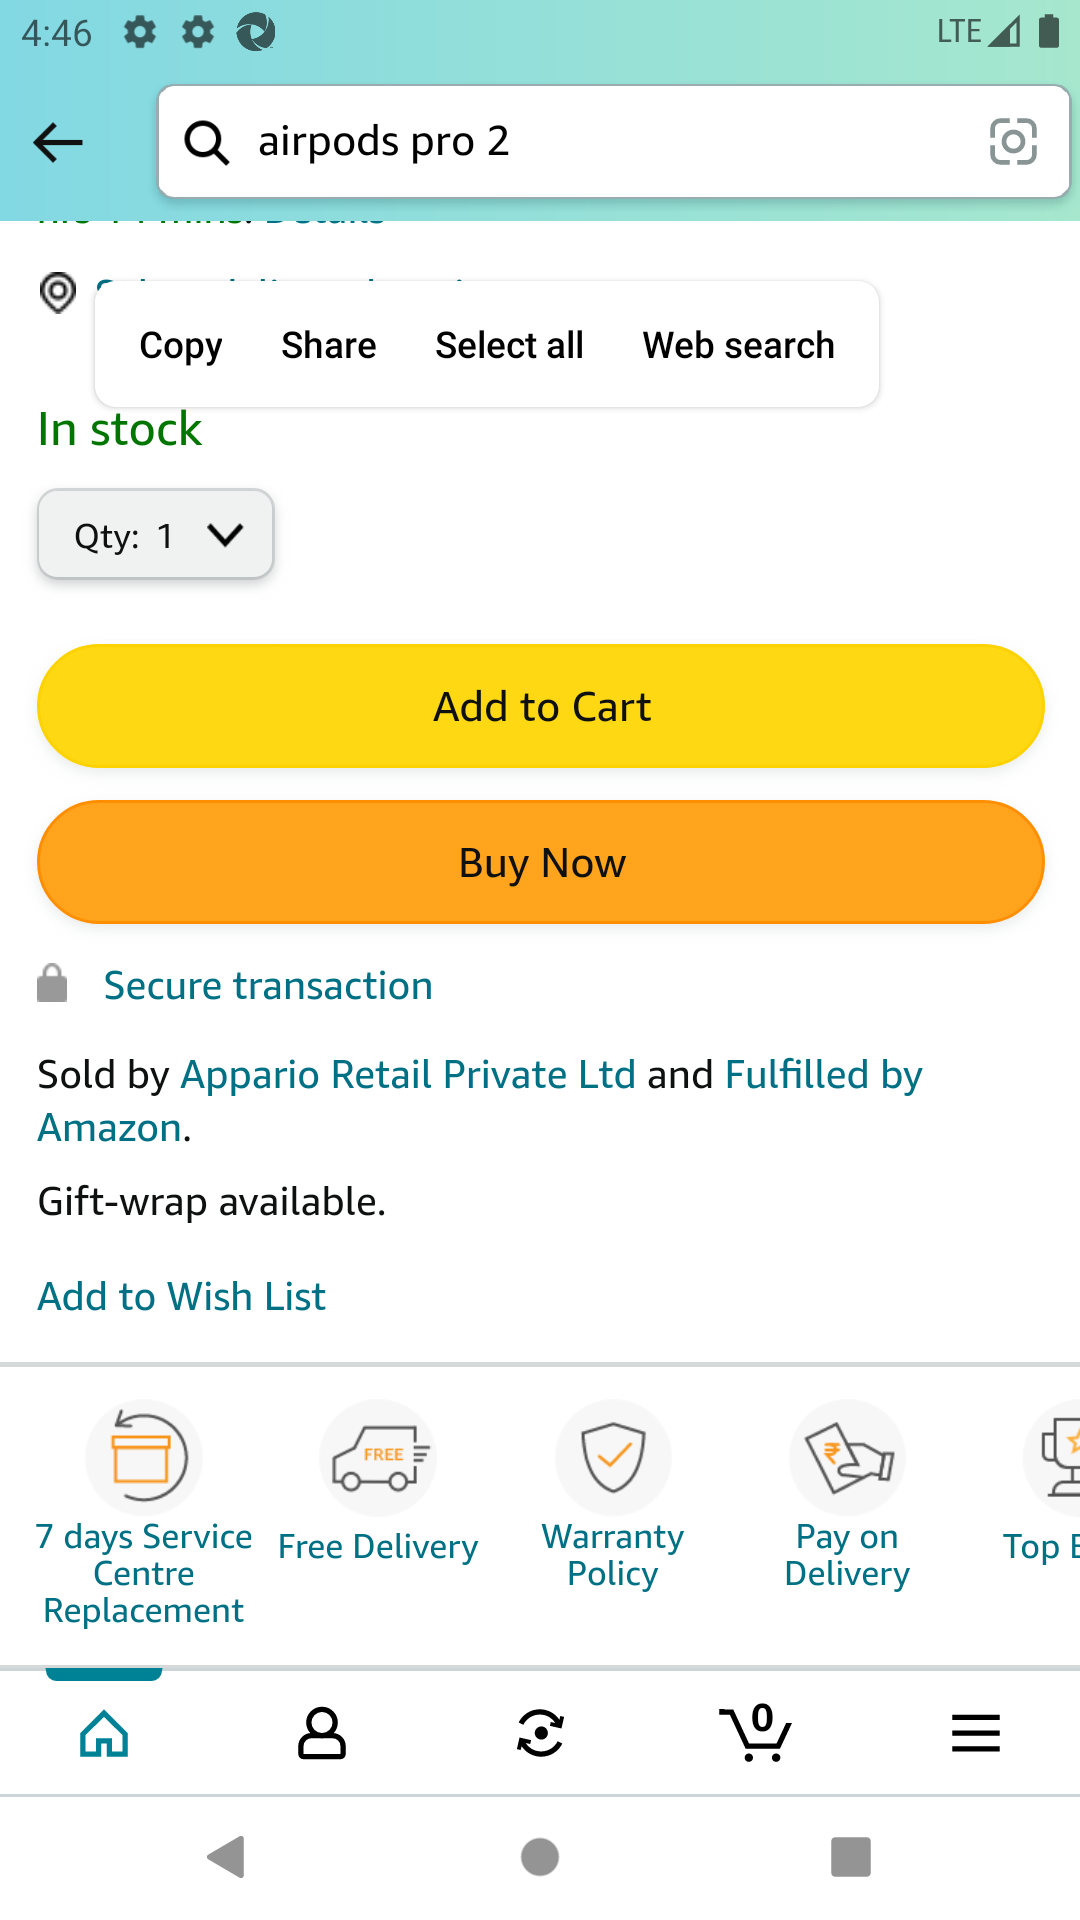 4:46
LTE
airpods pro 2
Details
Copy Share Select all Web search
In stock
Qty: 1
Add to Cart
Buy Now
Secure transaction
Sold by Appario Retail Private Ltd and Fulfilled by
Amazon.
Gift-wrap available.
Add to Wish List
7 days Service
Centre
Replacement
FREE
Free Delivery
Warranty
Policy
₹
Pay on
Delivery
Top
0